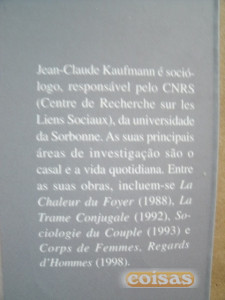 Jean-Claude Kaufmann é soció-
logo, responsável pelo CNRS
(Centre de Recherche sur les
Liens Sociaux), da universidade
da Sorbonne. As suas principais
áreas de investigação são o
casal e a vida quotidiana. Entre
as suas obras, incluem-se La
Chaleur du Foyer (1988), La
Trame Conjugale (1992), So-
ciologie du Couple (1993) e
Corps de Femmes, Regards
d'Hommes (1998).
coisas